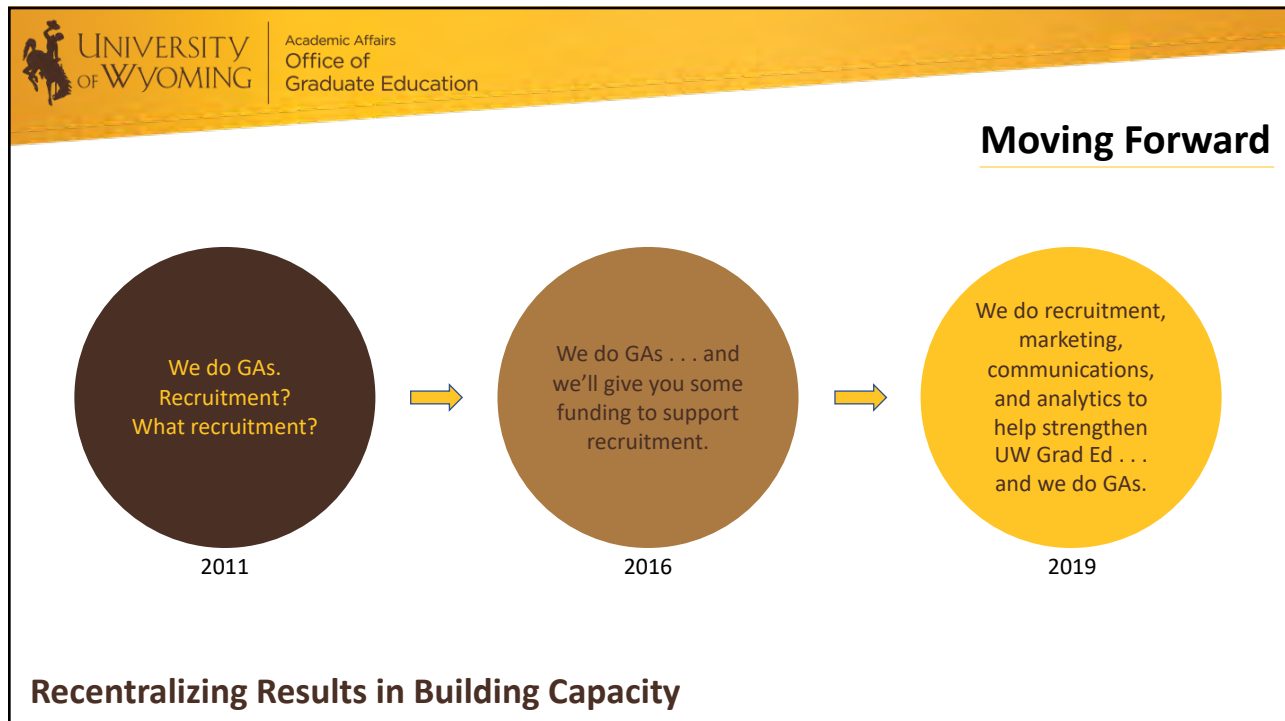 UNIVERSITY
OF WYOMING
Academic Affairs
Office of
Graduate Education
Moving Forward
We do GAs.
Recruitment?
What recruitment?
2011
We do GAs . . . and
we’ll give you some
funding to support
recruitment.
2016
We do recruitment,
marketing,
communications,
and analytics to
help strengthen
UW Grad Ed . . .
and we do GAs.
2019
Recentralizing Results in Building Capacity